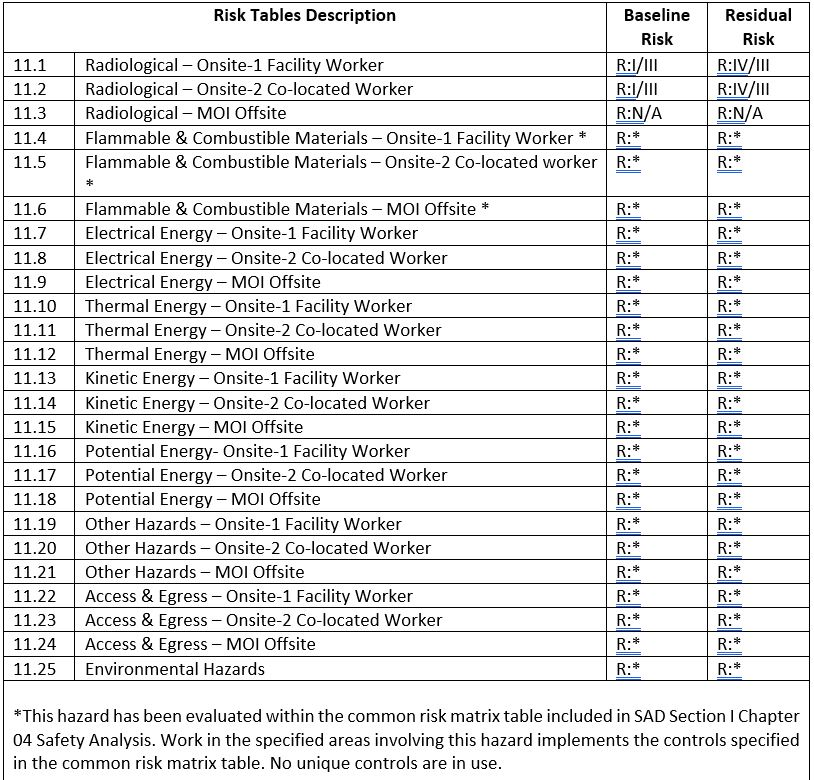 Risk Tables Description Baseline Risk Residual Risk
11.1 Radiological – Onsite-1 Facility Worker R:I/III R:IV/III
11.2 Radiological – Onsite-2 Co-located Worker R:I/III R:IV/III
11.3 Radiological – MOI Offsite R:N/A R:N/A
11.4 Flammable & Combustible Materials – Onsite-1 Facility Worker * R:* R:*
11.5 Flammable & Combustible Materials – Onsite-2 Co-located worker * R:* R:*
11.6 Flammable & Combustible Materials – MOI Offsite * R:* R:*
11.7 Electrical Energy – Onsite-1 Facility Worker R:* R:*
11.8 Electrical Energy – Onsite-2 Co-located Worker R:* R:*
11.9 Electrical Energy – MOI Offsite R:* R:*
11.10 Thermal Energy – Onsite-1 Facility Worker R:* R:*
11.11 Thermal Energy – Onsite-2 Co-located Worker R:* R:*
11.12 Thermal Energy – MOI Offsite R:* R:*
11.13 Kinetic Energy – Onsite-1 Facility Worker R:* R:*
11.14 Kinetic Energy – Onsite-2 Co-located Worker R:* R:*
11.15 Kinetic Energy – MOI Offsite R:* R:*
11.16 Potential Energy- Onsite-1 Facility Worker R:* R:*
11.17 Potential Energy – Onsite-2 Co-located Worker R:* R:*
11.18 Potential Energy – MOI Offsite R:* R:*
11.19 Other Hazards – Onsite-1 Facility Worker R:* R:*
11.20 Other Hazards – Onsite-2 Co-located Worker R:* R:*
11.21 Other Hazards – MOI Offsite R:* R:*
11.22 Access & Egress – Onsite-1 Facility Worker R:* R:*
11.23 Access & Egress – Onsite-2 Co-located Worker R:* R:*
11.24 Access & Egress – MOI Offsite R:* R:*
11.25 Environmental Hazards R:* R:*
*This hazard has been evaluated within the common risk matrix table included in SAD Section I Chapter
04 Safety Analysis. Work in the specified areas involving this hazard implements the controls specified
in the common risk matrix table. No unique controls are in use.